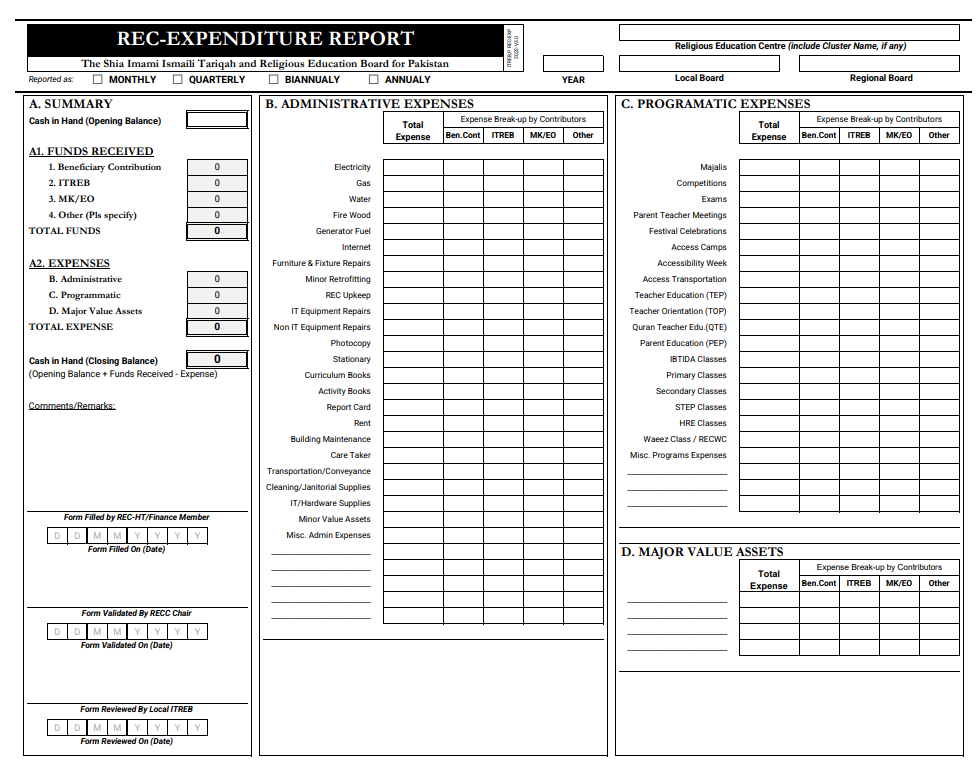 REC-EXPENDITURE REPORT
The Shia Imami Ismaili Tariqah and Religious Education Board for Pakistan
ITREB.P REC-EXP
2022-V3.0
Reported as: MONTHLY QUARTERLY BIANNUALY ANNUALY
YEAR
Religious Education Centre (include Cluster Name, if any)
Local Board Regional Board
A. SUMMARY
Cash in Hand (Opening Balance)
A1. FUNDS RECEIVED
1. Beneficiary Contribution 0
2. ITREB 0
3. MK/EO 0
4. Other (Pls specify) 0
TOTAL FUNDS 0
A2. EXPENSES
B. Administrative 0
C. Programmatic 0
D. Major Value Assets 0
TOTAL EXPENSE 0
Cash in Hand (Closing Balance) 0
(Opening Balance + Funds Received - Expense)
Comments/Remarks:
Form Filled by REC-HT/Finance Member
D D M M Y Y Y Y
Form Filled On (Date)
Form Validated By RECC Chair
D D M M Y Y Y Y
Form Validated On (Date)
Form Reviewed By Local ITREB
D D M M Y Y Y Y
Form Reviewed On (Date)
B. ADMINISTRATIVE EXPENSES
Total Expense
Expense Break-up by Contributors
Ben.Cont ITREB MK/EO Other
Electricity
Gas
Water
Fire Wood
Generator Fuel
Internet
Furniture & Fixture Repairs
Minor Retrofitting
REC Upkeep
IT Equipment Repairs
Non IT Equipment Repairs
Photocopy
Stationary
Curriculum Books
Activity Books
Report Card
Rent
Building Maintenance
Care Taker
Transportation/Conveyance
Cleaning/Janitorial Supplies
IT/Hardware Supplies
Minor Value Assets
Misc. Admin Expenses
C. PROGRAMATIC EXPENSES
Total Expense
Expense Break-up by Contributors
Ben.Cont ITREB MK/EO Other
Majalis
Competitions
Exams
Parent Teacher Meetings
Festival Celebrations
Access Camps
Accessibility Week
Access Transportation
Teacher Education (TEP)
Teacher Orientation (TOP)
Quran Teacher Edu.(QTE)
Parent Education (PEP)
IBTIDA Classes
Primary Classes
Secondary Classes
STEP Classes
HRE Classes
Waeez Class / RECWC
Misc. Programs Expenses
D. MAJOR VALUE ASSETS
Total Expense
Expense Break-up by Contributors
Ben.Cont ITREB MK/EO Other